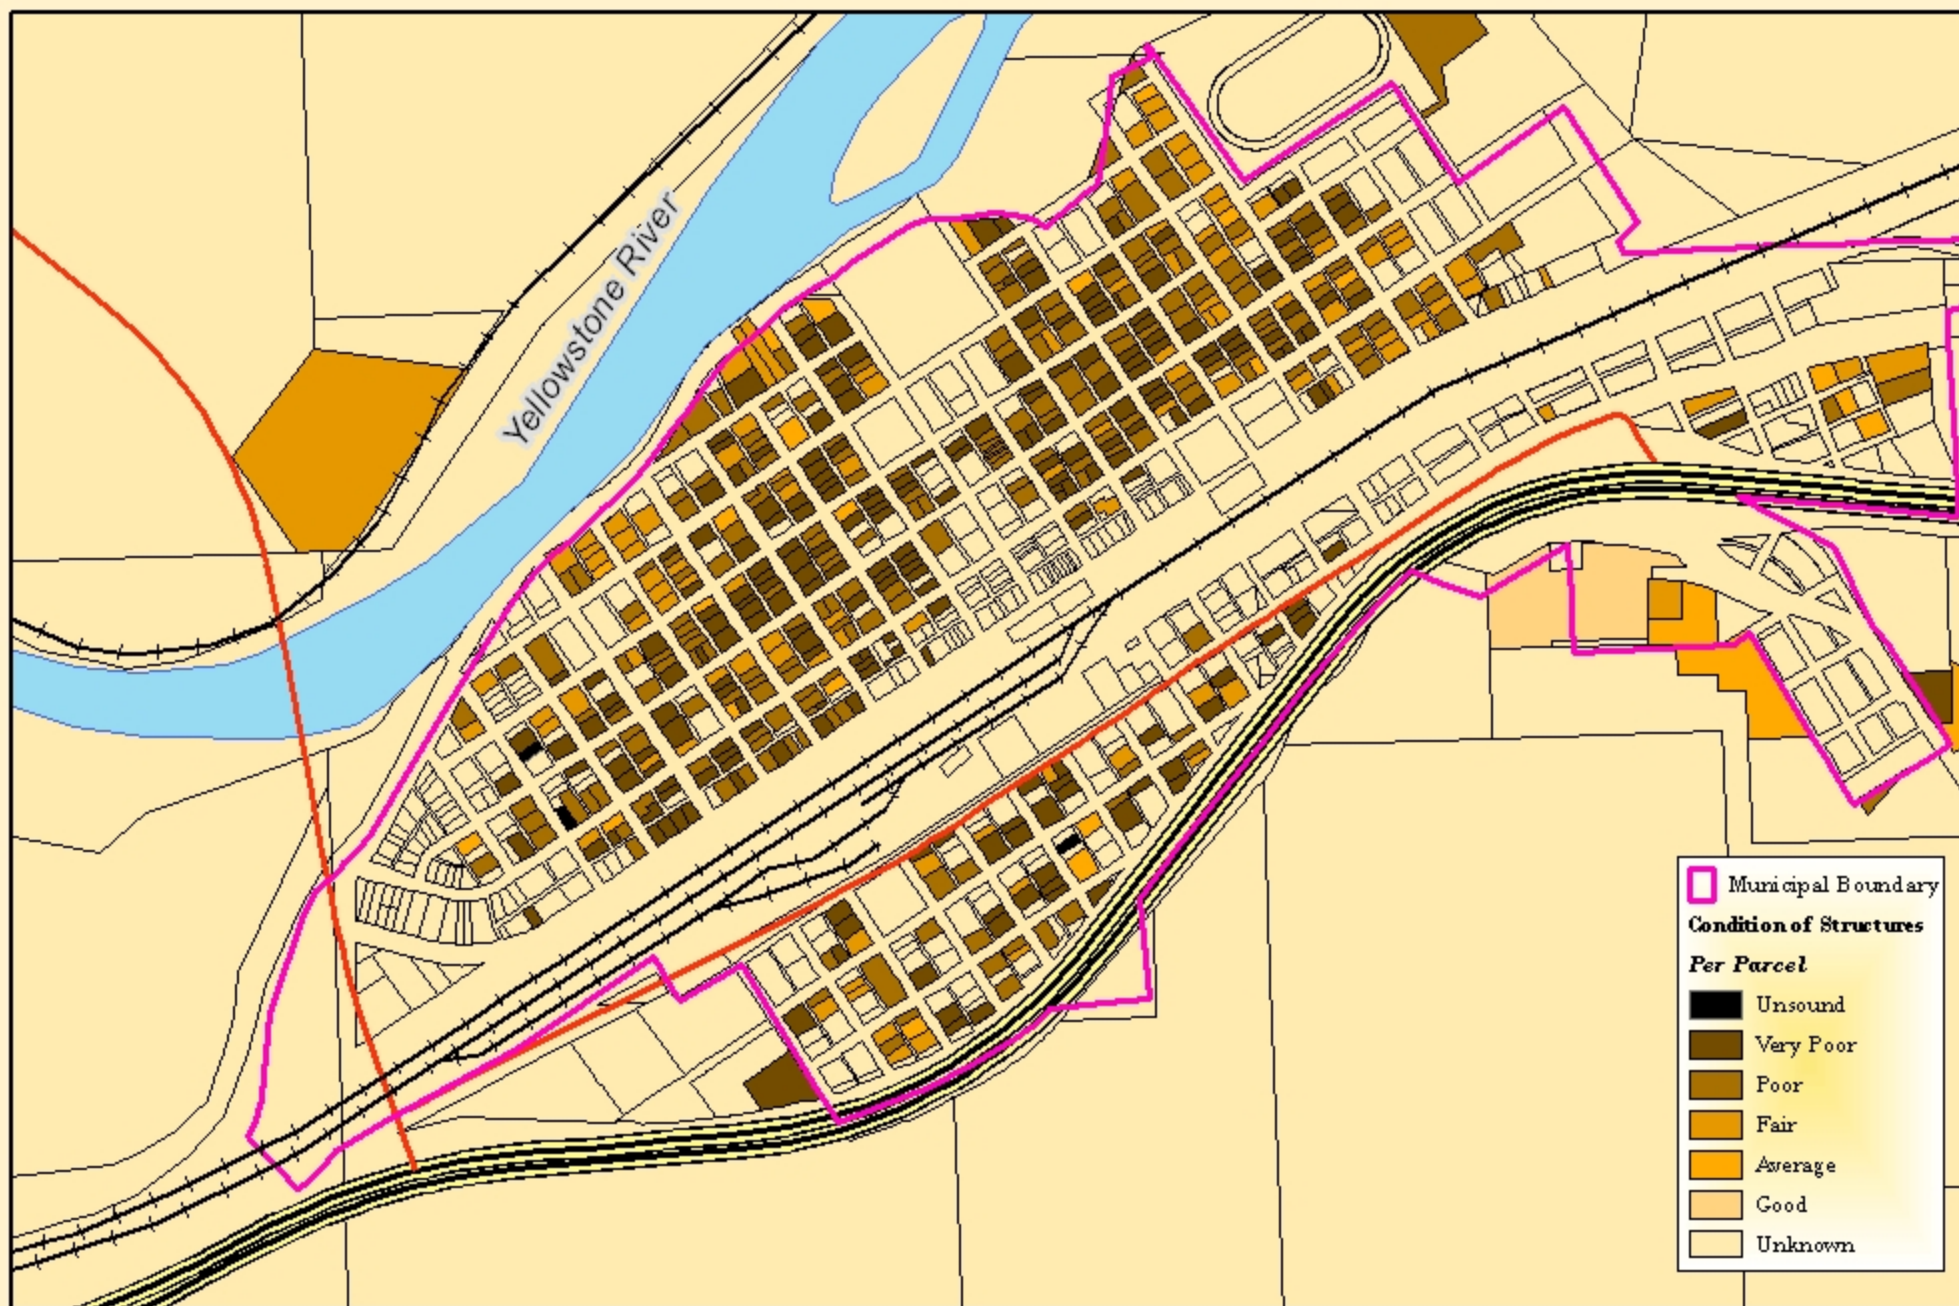 Yellowstone River
Municipal Boundary
Condition of Structures
Per Parcel
Unsound
Very Poor
Poor
Fair
Average
Good
Unknown